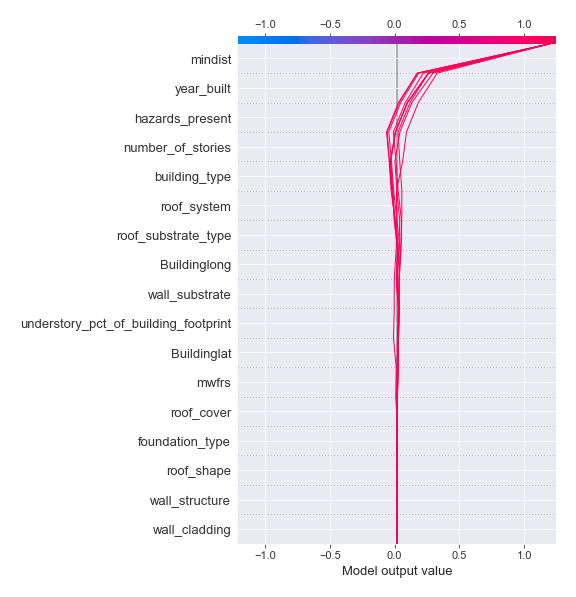 −1.0 −0.5 0.0 0.5 1.0
mindist
year_built
hazards_present
number_of_stories
building_type
roof_system
roof_substrate_type
Buildinglong
wall_substrate
understory_pct_of_building_footprint
Buildinglat
mwfrs
roof_cover
foundation_type
roof_shape
wall_structure
wall_cladding
−1.0 −0.5 0.0 0.5 1.0
Model output value